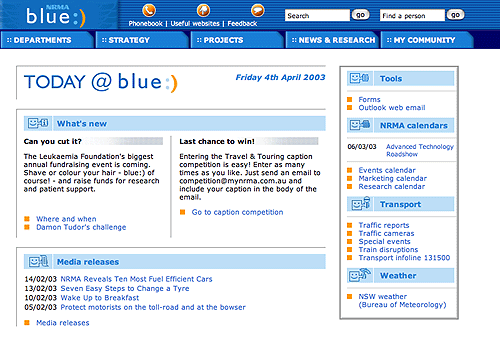 NRMA
blue:)
Phonebook | Useful websites | Feedback
Search
go
Find a person
go
:: DEPARTMENTS
:: STRATEGY
:: PROJECTS
:: NEWS & RESEARCH
:: MY COMMUNITY
TODAY @ blue:)
Friday 4th April 2003
What's new
Can you cut it?
The Leukaemia Foundation's biggest
annual fundraising event is coming.
Shave or colour your hair - blue:) of
course! - and raise funds for research
and patient support.
Where and when
Damon Tudor's challenge
Last chance to win!
Entering the Travel & Touring caption
competition is easy! Enter as many
times as you like. Just send an email to
competition@mynrma.com.au and
include your caption in the body of the
email.
Go to caption competition
Media releases
14/02/03 NRMA Reveals Ten Most Fuel Efficient Cars
13/02/03 Seven Easy Steps to Change a Tyre
10/02/03 Wake Up to Breakfast
05/02/03 Protect motorists on the toll-road and at the bowser
Media releases
Tools
Forms
Outlook web email
NRMA calendars
06/03/03 Advanced Technology
Roadshow
Events calendar
Marketing calendar
Research calendar
Transport
Traffic reports
Traffic cameras
Special events
Train disruptions
Transport infoline 131500
Weather
NSW weather
(Bureau of Meteorology)